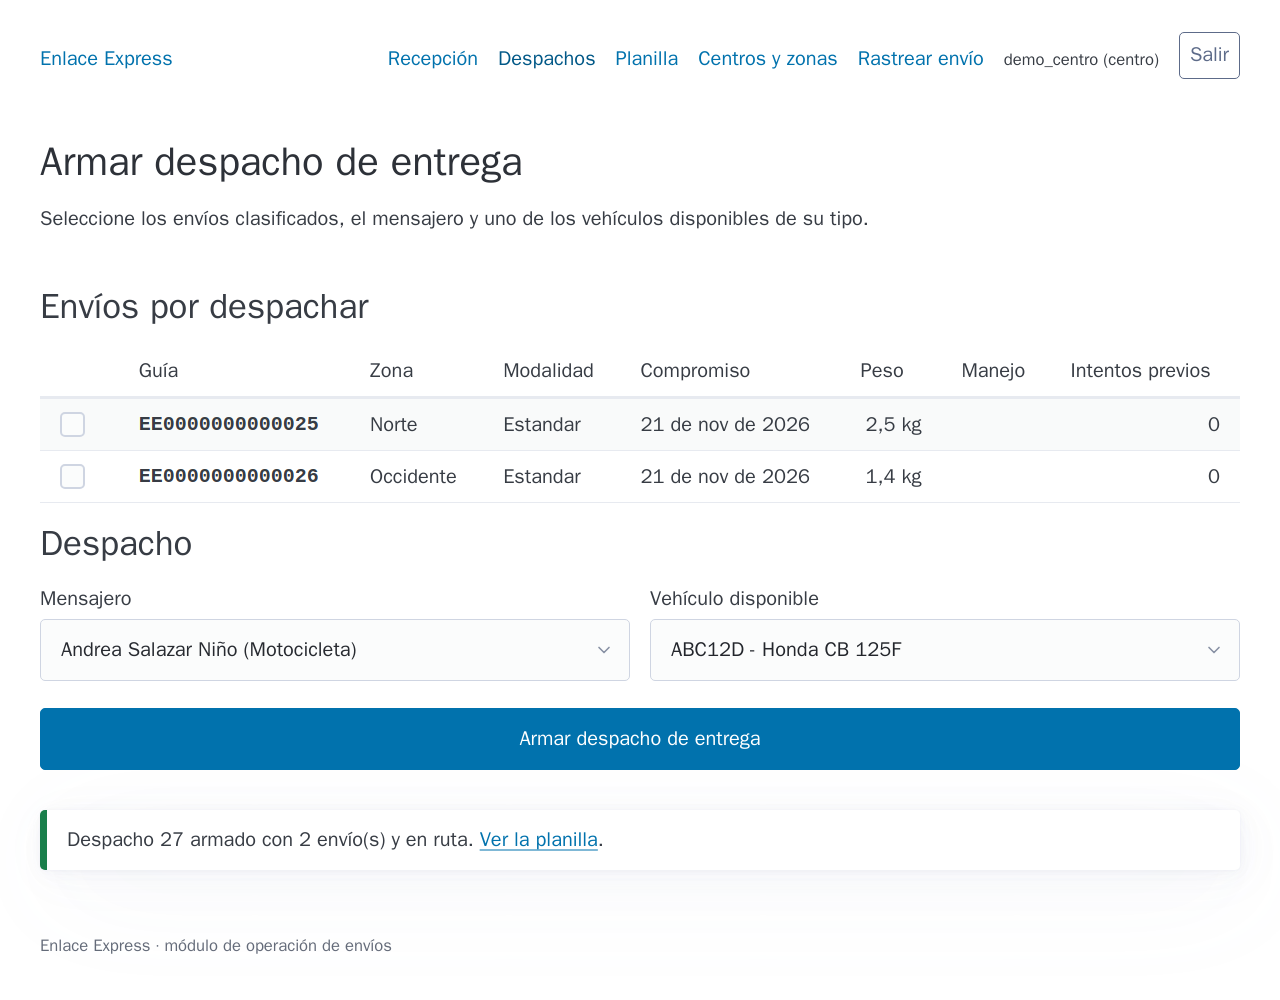 Enlace Express Recepción Despachos Planilla Centros y zonas Rastrear envío demo_centro (centro) Salir
Armar despacho de entrega
Seleccione los envíos clasificados, el mensajero y uno de los vehículos disponibles de su tipo.
Envíos por despachar
Guía Zona Modalidad Compromiso Peso Manejo Intentos previos
EE0000000000025 Norte Estandar 21 de nov de 2026 2,5 kg 0
EE0000000000026 Occidente Estandar 21 de nov de 2026 1,4 kg 0
Despacho
Mensajero Vehículo disponible
Andrea Salazar Niño (Motocicleta) ABC12D - Honda CB 125F
Armar despacho de entrega
Despacho 27 armado con 2 envío(s) y en ruta. Ver la planilla.
Enlace Express · módulo de operación de envíos